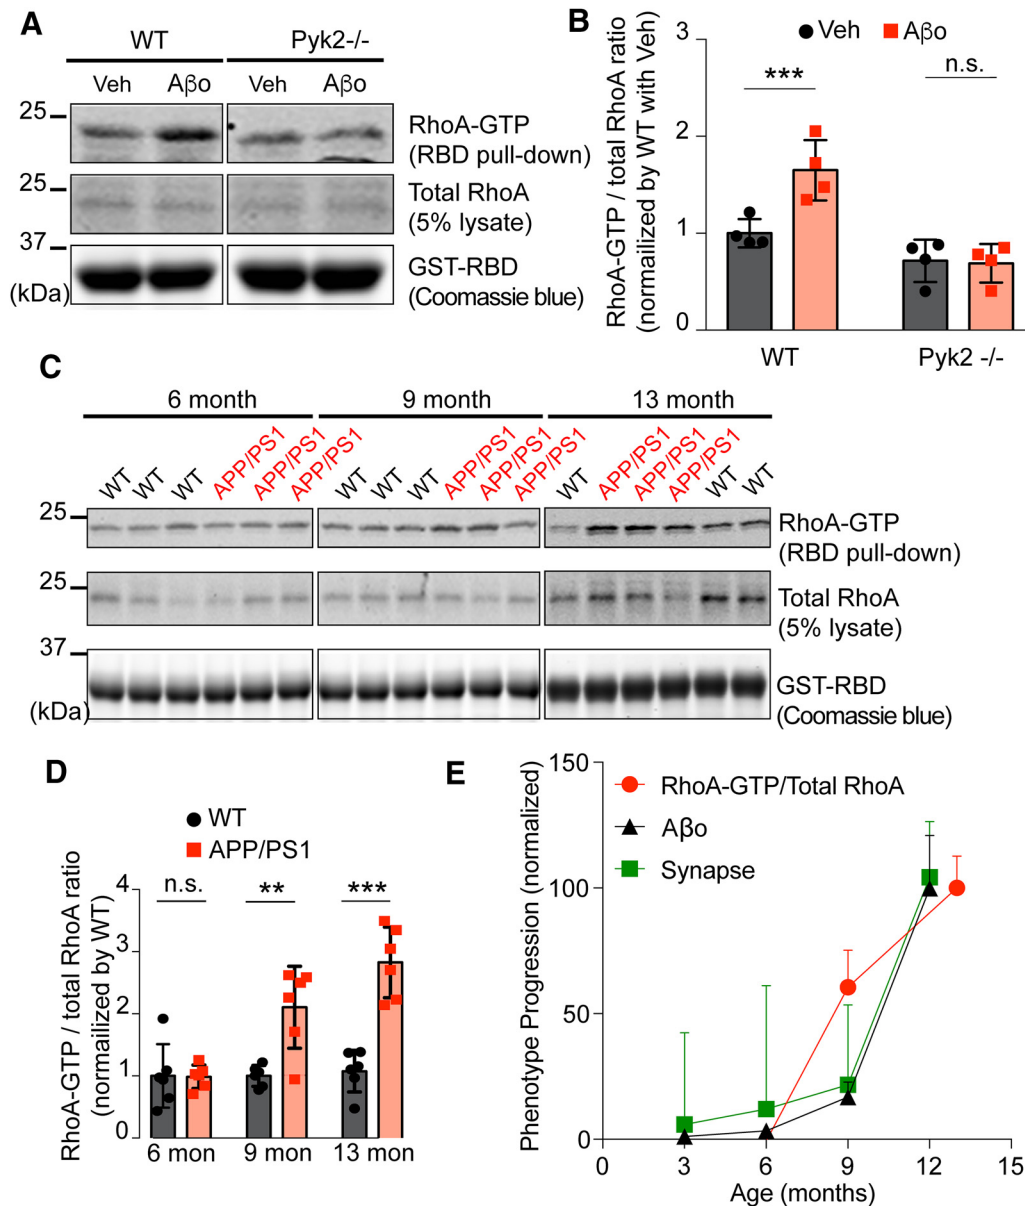 A
WT
Pyk2-/-
Veh
Aβo
Veh
Aβo
25
RhoA-GTP
(RBD pull-down)
25
Total RhoA
(5% lysate)
37
GST-RBD
(Coomassie blue)
(kDa)
B
Veh
Aβo
RhoA-GTP / total RhoA ratio
(normailized by WT with Veh)
3
2
1
0
***
n.s.
WT
Pyk2 -/-
C
6 month
9 month
13 month
WT
WT
WT
APP/PS1
APP/PS1
APP/PS1
WT
WT
WT
APP/PS1
APP/PS1
APP/PS1
WT
APP/PS1
APP/PS1
APP/PS1
WT
WT
25
RhoA-GTP
(RBD pull-down)
25
Total RhoA
(5% lysate)
37
GST-RBD
(Coomassie blue)
(kDa)
D
WT
APP/PS1
RhoA-GTP / total RhoA ratio
(normailized by WT)
4
3
2
1
0
n.s.
**
***
6 mon
9 mon
13 mon
E
Phenotype Progression (normalized)
150
100
50
0
RhoA-GTP/Total RhoA
Aβo
Synapse
0
3
6
9
12
15
Age (months)